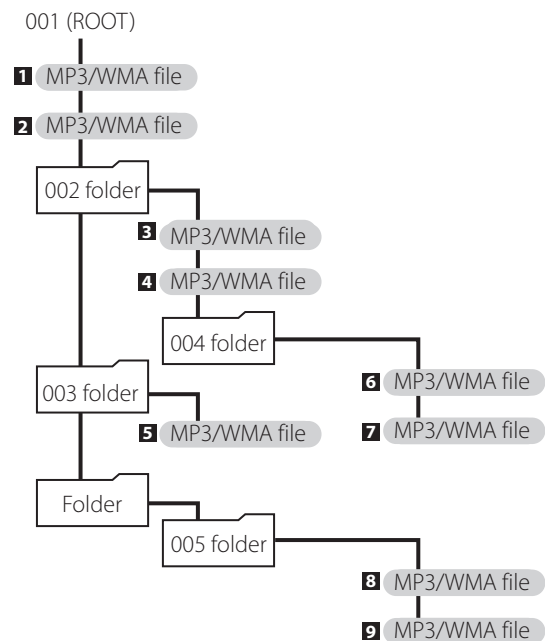 001 (ROOT)
1 MP3/WMA file
2 MP3/WMA file
002 folder
3 MP3/WMA file
4 MP3/WMA file
004 folder
6 MP3/WMA file
003 folder
5 MP3/WMA file
7 MP3/WMA file
Folder
005 folder
8 MP3/WMA file
9 MP3/WMA file